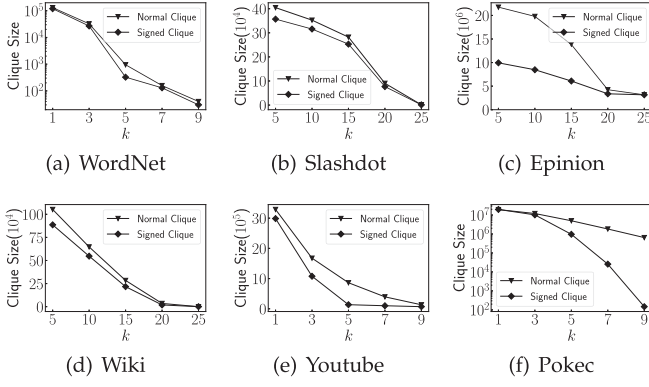 Clique Size
10^5
10^4
10^3
10^2
1 3 5 7 9
k
Normal Clique
Signed Clique
(a) WordNet
Clique Size(10^4)
40
30
20
10
0
5 10 15 20 25
k
Normal Clique
Signed Clique
(b) Slashdot
Clique Size(10^6)
20
15
10
5
0
5 10 15 20 25
k
Normal Clique
Signed Clique
(c) Epinion
Clique Size(10^4)
100
75
50
25
0
5 10 15 20 25
k
Normal Clique
Signed Clique
(d) Wiki
Clique Size(10^5)
30
20
10
0
1 3 5 7 9
k
Normal Clique
Signed Clique
(e) Youtube
Clique Size
10^7
10^6
10^5
10^4
10^3
10^2
1 3 5 7 9
k
Normal Clique
Signed Clique
(f) Pokec